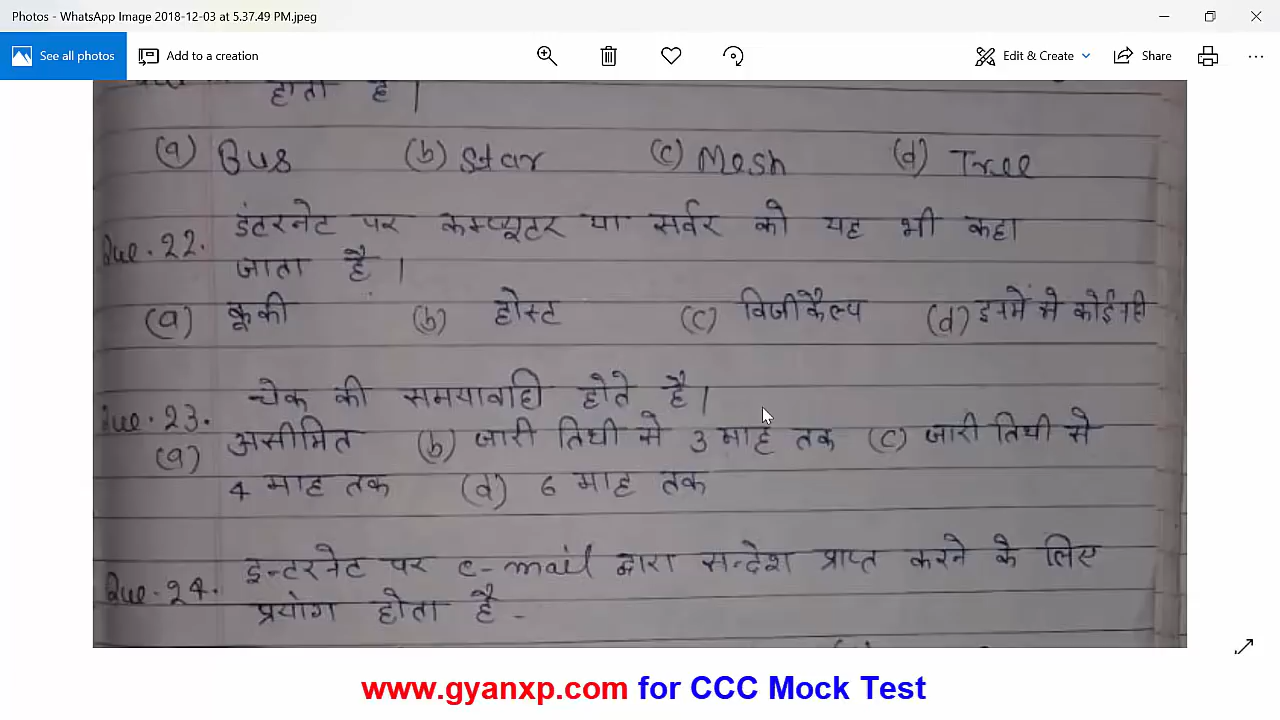 Photos - WhatsApp Image 2018-12-03 at 5.37.49 PM.jpeg
See all photos Add to a creation Edit & Create Share
होता है।
(a) Bus (b) Star (c) Mesh (d) Tree
Que. 22. इंटरनेट पर कम्प्यूटर या सर्वर को यह भी कहा
जाता है।
(a) कूकी (b) होस्ट (c) विजीकैल्प (d) इनमें से कोई नही
Que. 23. चेक की समयावहि होते है।
(a) असीमित (b) जारी तिथी से 3 माह तक (c) जारी तिथी से
4 माह तक (d) 6 माह तक
Que. 24. इन्टरनेट पर e-mail द्वारा सन्देश प्राप्त करने के लिए
प्रयोग होता है -
www.gyanxp.com for CCC Mock Test